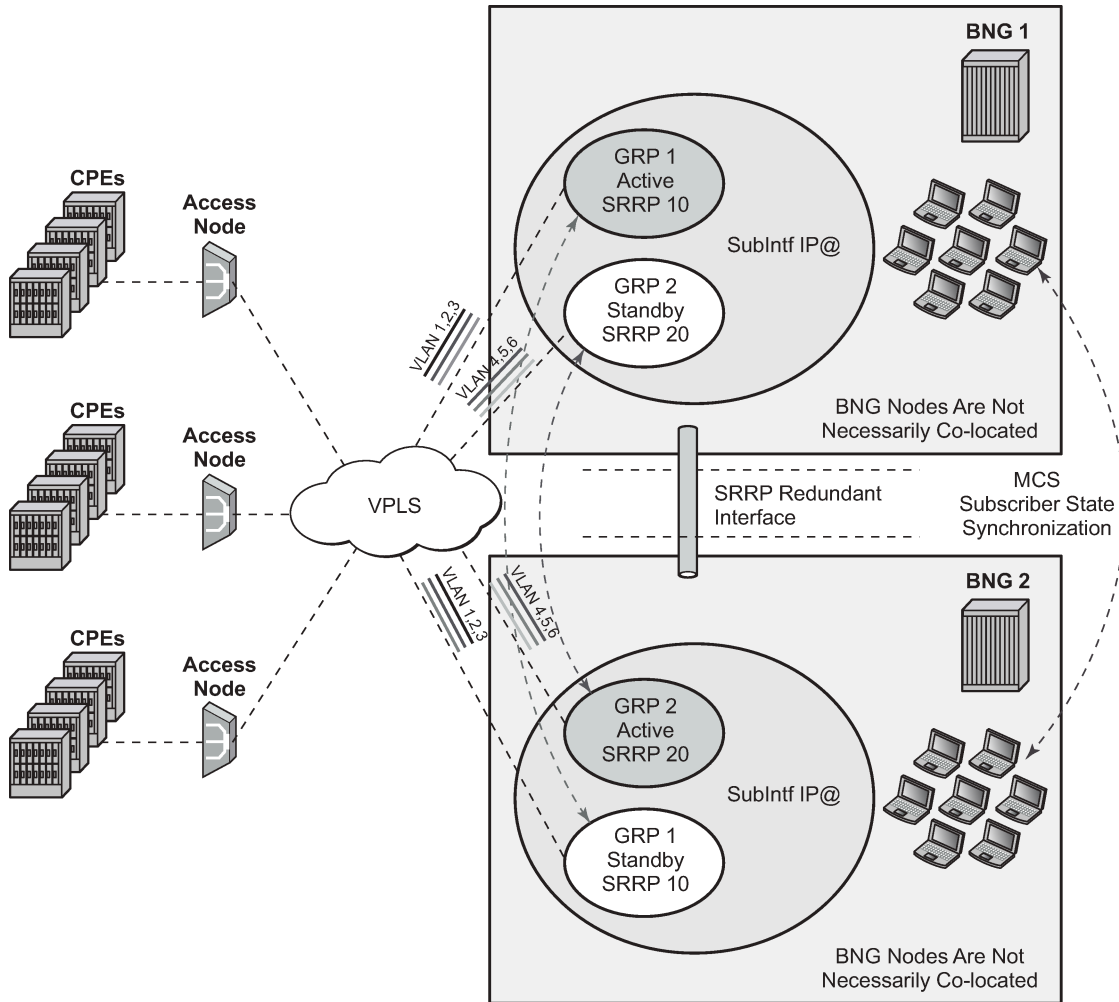 BNG 1
GRP 1
Active
SRRP 10
SubIntf IP@
GRP 2
Standby
SRRP 20
BNG Nodes Are Not
Necessarily Co-located
CPEs
Access
Node
CPEs
Access
Node
CPEs
Access
Node
VPLS
VLAN 1,2,3
VLAN 4,5,6
VLAN 1,2,3
VLAN 4,5,6
SRRP Redundant
Interface
MCS
Subscriber State
Synchronization
BNG 2
GRP 2
Active
SRRP 20
SubIntf IP@
GRP 1
Standby
SRRP 10
BNG Nodes Are Not
Necessarily Co-located